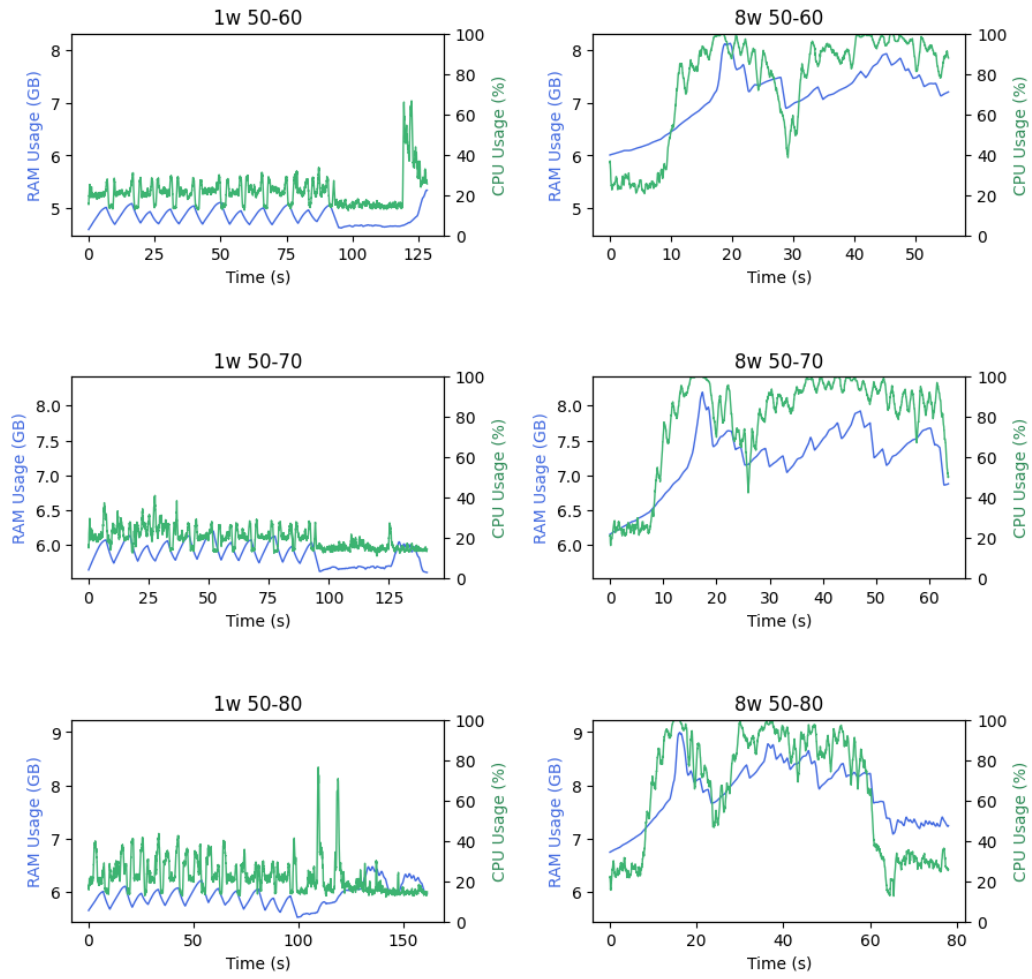 1w 50-60
8
7
6
5
RAM Usage (GB)
100
80
60
40
20
0
CPU Usage (%)
0 25 50 75 100 125
Time (s)
8w 50-60
8
7
6
5
RAM Usage (GB)
100
80
60
40
20
0
CPU Usage (%)
0 10 20 30 40 50
Time (s)
1w 50-70
8.0
7.5
7.0
6.5
6.0
RAM Usage (GB)
100
80
60
40
20
0
CPU Usage (%)
0 25 50 75 100 125
Time (s)
8w 50-70
8.0
7.5
7.0
6.5
6.0
RAM Usage (GB)
100
80
60
40
20
0
CPU Usage (%)
0 10 20 30 40 50 60
Time (s)
1w 50-80
9
8
7
6
RAM Usage (GB)
100
80
60
40
20
0
CPU Usage (%)
0 50 100 150
Time (s)
8w 50-80
9
8
7
6
RAM Usage (GB)
100
80
60
40
20
0
CPU Usage (%)
0 20 40 60 80
Time (s)